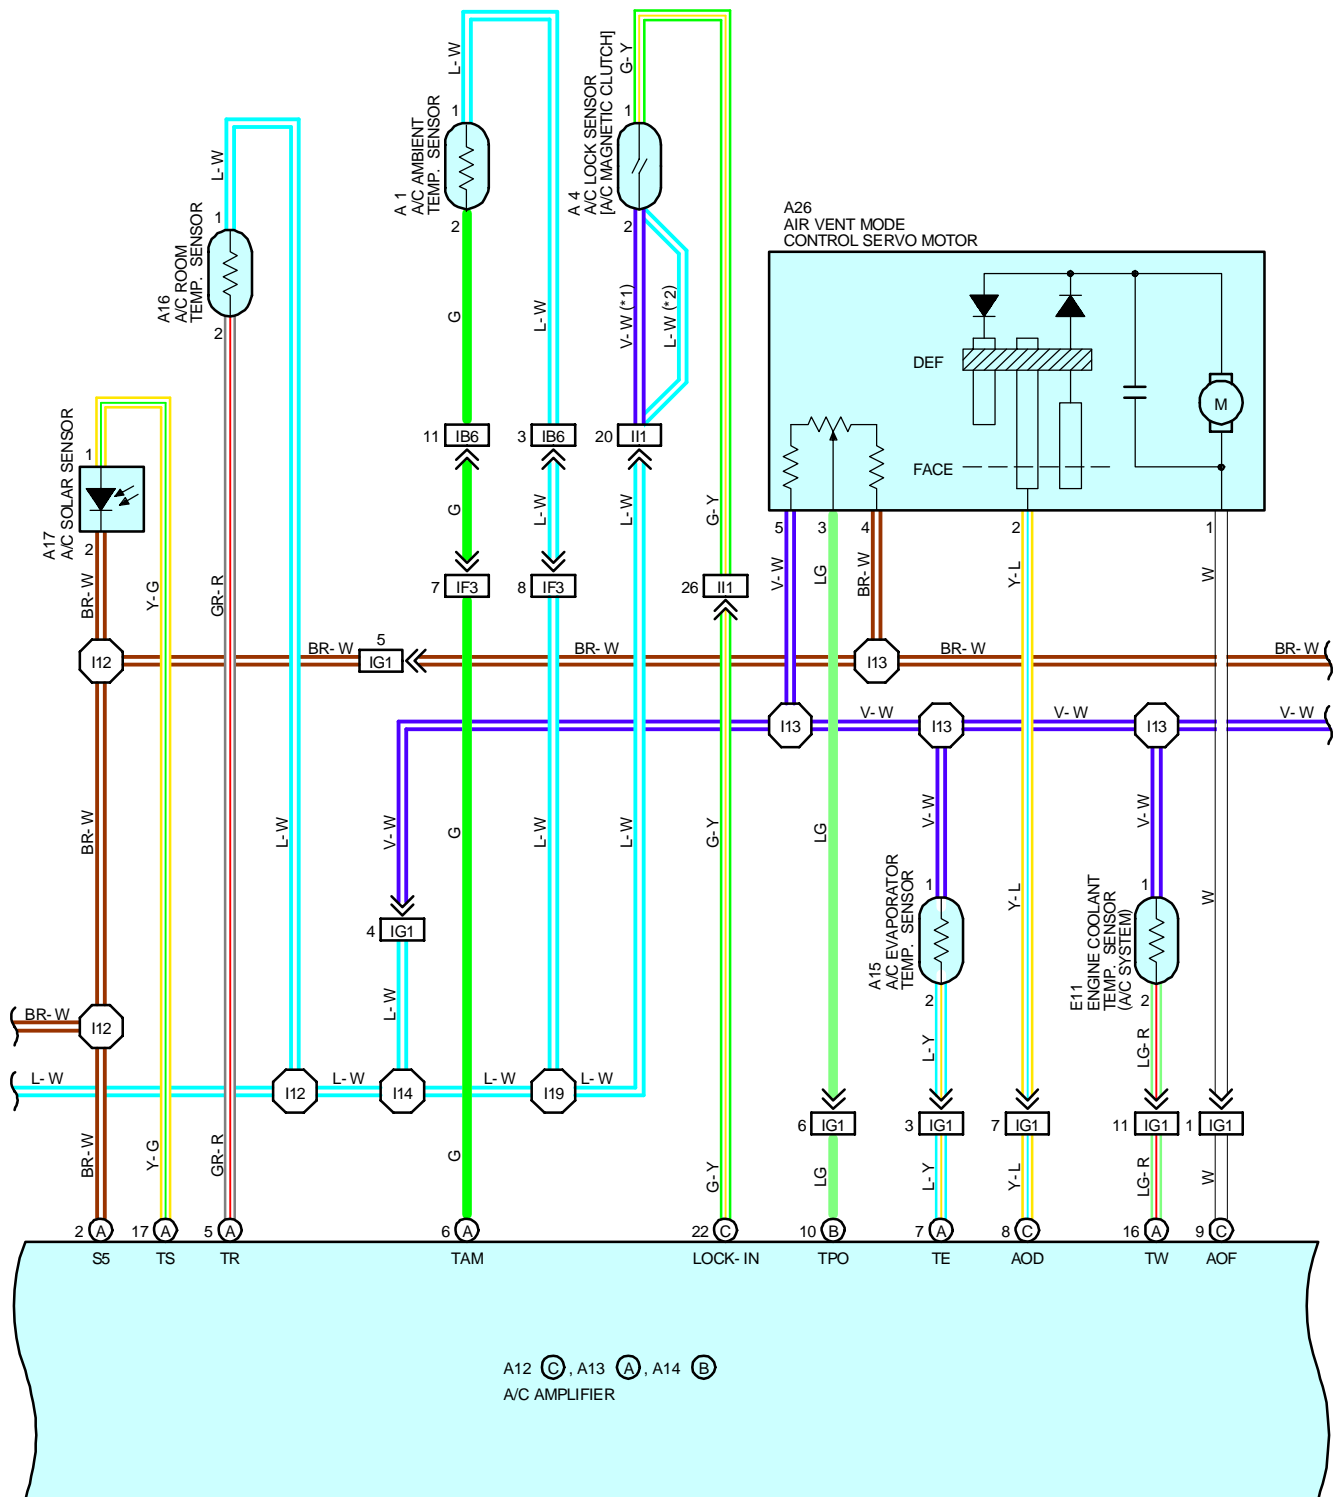 L-W
L-W
1
A 1
A/C AMBIENT
TEMP. SENSOR
2
G
L-W
11 IB6
3 IB6
G
L-W
7 IF3
8 IF3
G
L-W
G-Y
1
A 4
A/C LOCK SENSOR
[A/C MAGNETIC CLUTCH]
2
V-W (*1)
L-W (*2)
20 II1
L-W
G-Y
26 II1
L-W
G-Y
1
A16
A/C ROOM
TEMP. SENSOR
2
GR-R
L-W
1
A17
A/C SOLAR SENSOR
2
BR-W
Y-G
A26
AIR VENT MODE
CONTROL SERVO MOTOR
DEF
FACE
M
5 3 4 2 1
V-W
LG
BR-W
Y-L
W
I12
BR-W
5
IG1
BR-W
I13
BR-W
BR-W
I13
V-W
I13
V-W
I13
V-W
BR-W
V-W
4 IG1
L-W
LG
V-W
1
A15
A/C EVAPORATOR
TEMP. SENSOR
2
L-Y
Y-L
V-W
1
E11
ENGINE COOLANT
TEMP. SENSOR
(A/C SYSTEM)
2
LG-R
W
BR-W
I12
L-W
I12
L-W
I14
L-W
I19
L-W
6 IG1
3 IG1
7 IG1
11 IG1
1 IG1
BR-W
Y-G
GR-R
G
G-Y
LG
L-Y
Y-L
LG-R
W
2 A
17 A
5 A
6 A
22 C
10 B
7 A
8 C
16 A
9 C
S5
TS
TR
TAM
LOCK-IN
TPO
TE
AOD
TW
AOF
A12 C , A13 A , A14 B
A/C AMPLIFIER